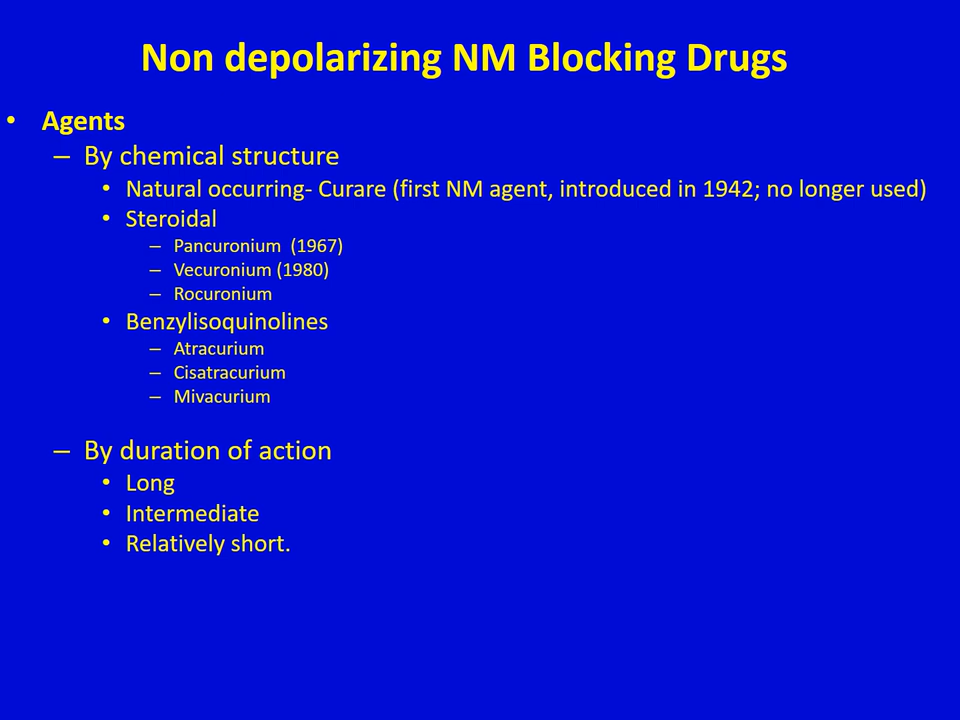 Non depolarizing NM Blocking Drugs
• Agents
– By chemical structure
• Natural occurring- Curare (first NM agent, introduced in 1942; no longer used)
• Steroidal
– Pancuronium (1967)
– Vecuronium (1980)
– Rocuronium
• Benzylisoquinolines
– Atracurium
– Cisatracurium
– Mivacurium
– By duration of action
• Long
• Intermediate
• Relatively short.